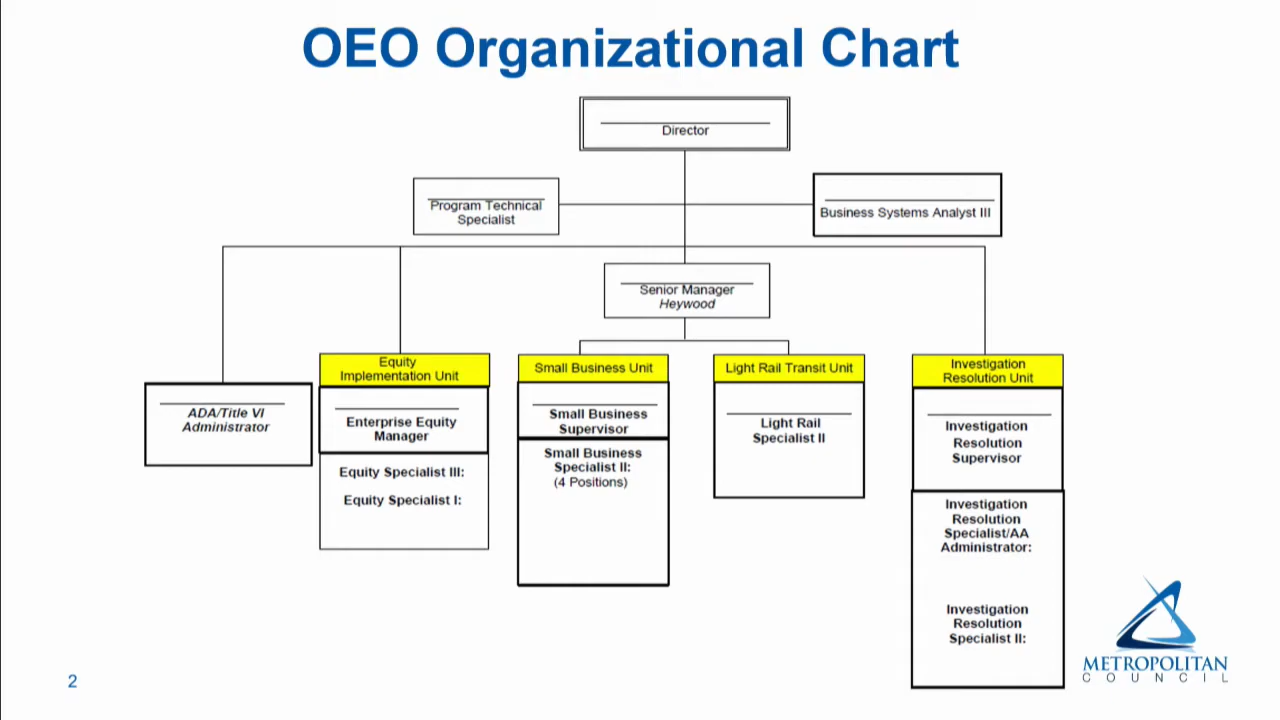 OEO Organizational Chart
Director
Program Technical
Specialist
Business Systems Analyst III
Senior Manager
Heywood
ADA/Title VI
Administrator
Equity
Implementation Unit
Enterprise Equity
Manager
Equity Specialist III:
Equity Specialist I:
Small Business Unit
Small Business
Supervisor
Small Business
Specialist II:
(4 Positions)
Light Rail Transit Unit
Light Rail
Specialist II
Investigation
Resolution Unit
Investigation
Resolution
Supervisor
Investigation
Resolution
Specialist/AA
Administrator:
Investigation
Resolution
Specialist II:
METROPOLITAN
COUNCIL
2